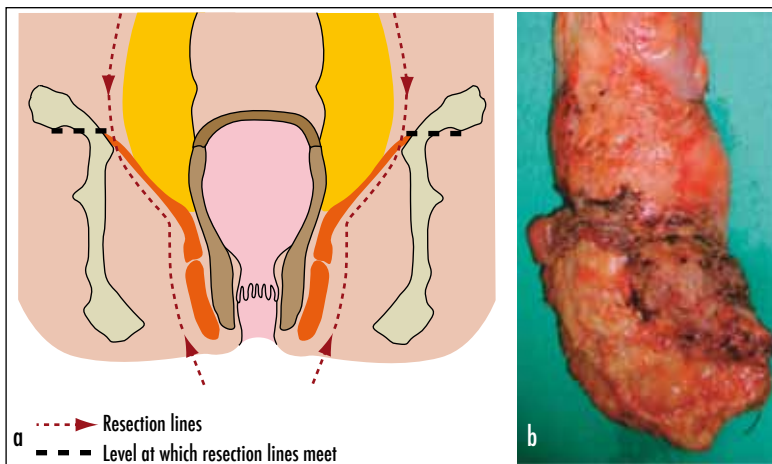 Resection lines
a
Level at which resection lines meet
b